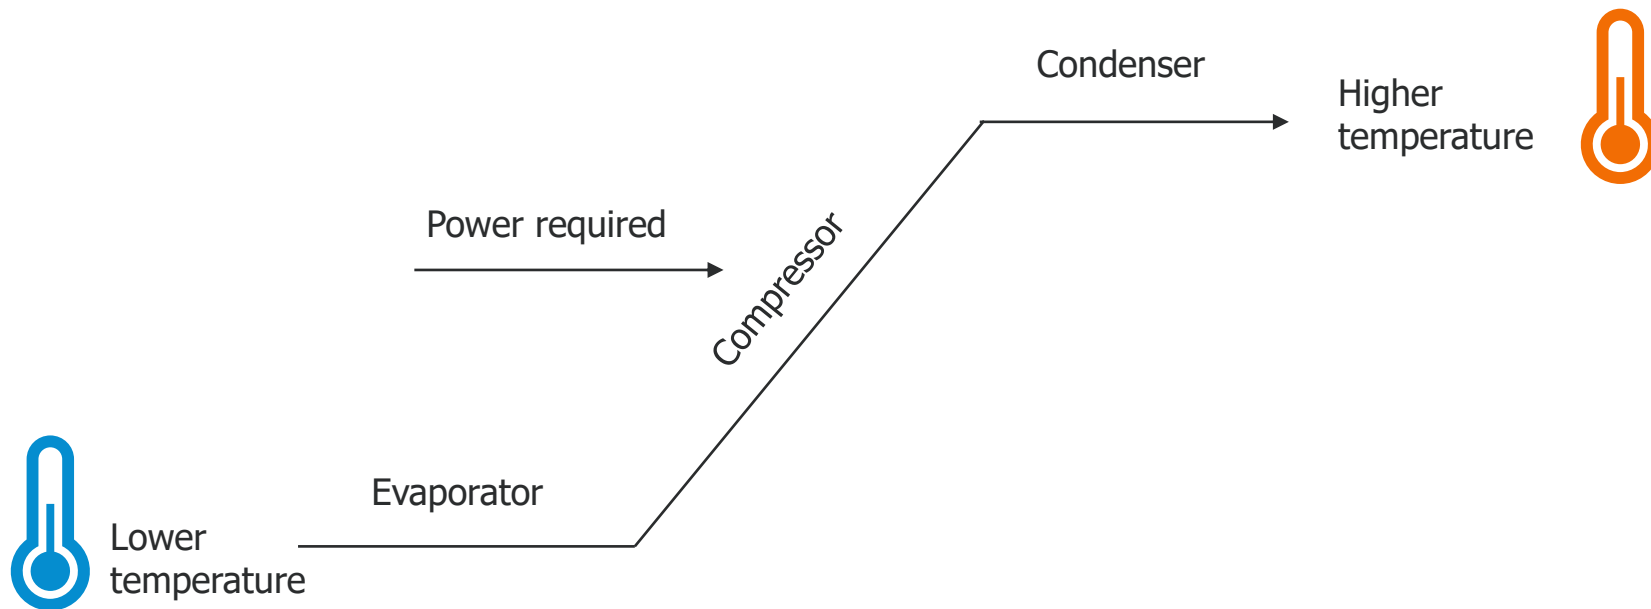 Condenser
Higher
temperature
Power required
Compressor
Evaporator
Lower
temperature